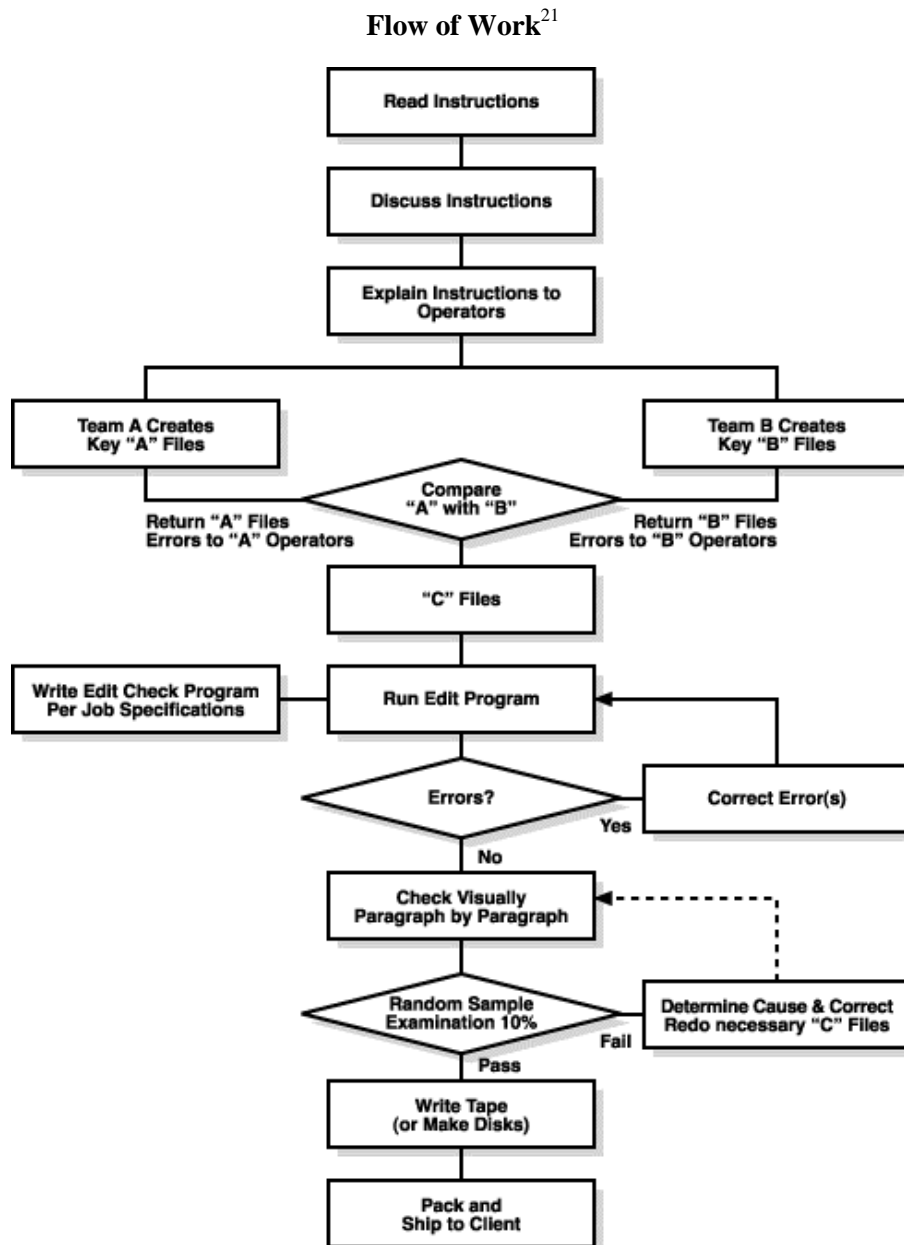 Flow of Work21
Read Instructions
Discuss Instructions
Explain Instructions to
Operators
Team A Creates
Key “A” Files
Team B Creates
Key “B” Files
Compare
“A” with “B”
Return “A” Files
Errors to “A” Operators
Return “B” Files
Errors to “B” Operators
“C” Files
Write Edit Check Program
Per Job Specifications
Run Edit Program
Errors?
Yes
Correct Error(s)
No
Check Visually
Paragraph by Paragraph
Random Sample
Examination 10%
Fail
Determine Cause & Correct
Redo necessary “C” Files
Pass
Write Tape
(or Make Disks)
Pack and
Ship to Client